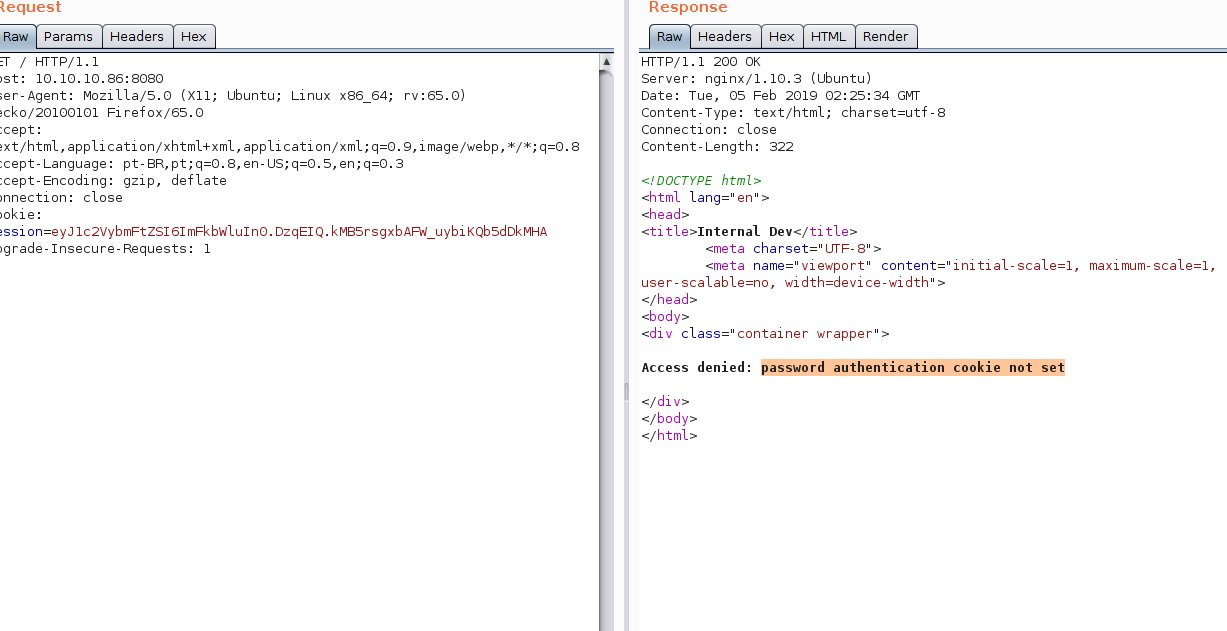 Request
Raw Params Headers Hex
ET / HTTP/1.1
ost: 10.10.10.86:8080
ser-Agent: Mozilla/5.0 (X11; Ubuntu; Linux x86_64; rv:65.0)
ecko/20100101 Firefox/65.0
ccept:
ext/html,application/xhtml+xml,application/xml;q=0.9,image/webp,*/*;q=0.8
ccept-Language: pt-BR,pt;q=0.8,en-US;q=0.5,en;q=0.3
ccept-Encoding: gzip, deflate
onnection: close
ookie:
ession=eyJ1c2VybmFtZSI6ImFkbWluIn0.DzqEIQ.kMB5rsgxbAFW_uybiKQb5dDkMHA
pgrade-Insecure-Requests: 1
Response
Raw Headers Hex HTML Render
HTTP/1.1 200 OK
Server: nginx/1.10.3 (Ubuntu)
Date: Tue, 05 Feb 2019 02:25:34 GMT
Content-Type: text/html; charset=utf-8
Connection: close
Content-Length: 322
<!DOCTYPE html>
<html lang="en">
<head>
<title>Internal Dev</title>
<meta charset="UTF-8">
<meta name="viewport" content="initial-scale=1, maximum-scale=1,
user-scalable=no, width=device-width">
</head>
<body>
<div class="container wrapper">
Access denied: password authentication cookie not set
</div>
</body>
</html>